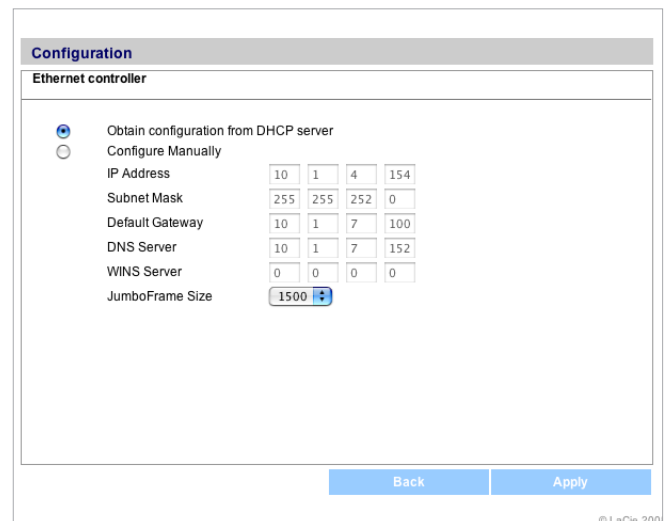 Configuration
Ethernet controller
Obtain configuration from DHCP server
Configure Manually
IP Address 10 1 4 154
Subnet Mask 255 255 252 0
Default Gateway 10 1 7 100
DNS Server 10 1 7 152
WINS Server 0 0 0 0
JumboFrame Size 1500
Back Apply
© LaCie